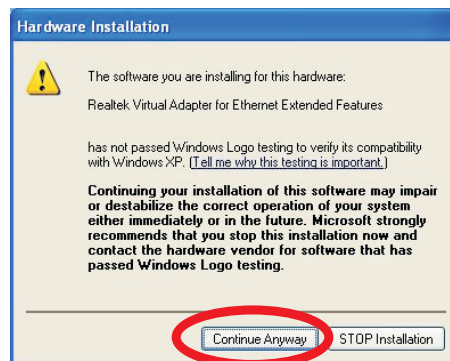 Hardware Installation
The software you are installing for this hardware:
Realtek Virtual Adapter for Ethernet Extended Features
has not passed Windows Logo testing to verify its compatibility
with Windows XP. (Tell me why this testing is important.)
Continuing your installation of this software may impair
or destabilize the correct operation of your system
either immediately or in the future. Microsoft strongly
recommends that you stop this installation now and
contact the hardware vendor for software that has
passed Windows Logo testing.
Continue Anyway STOP Installation